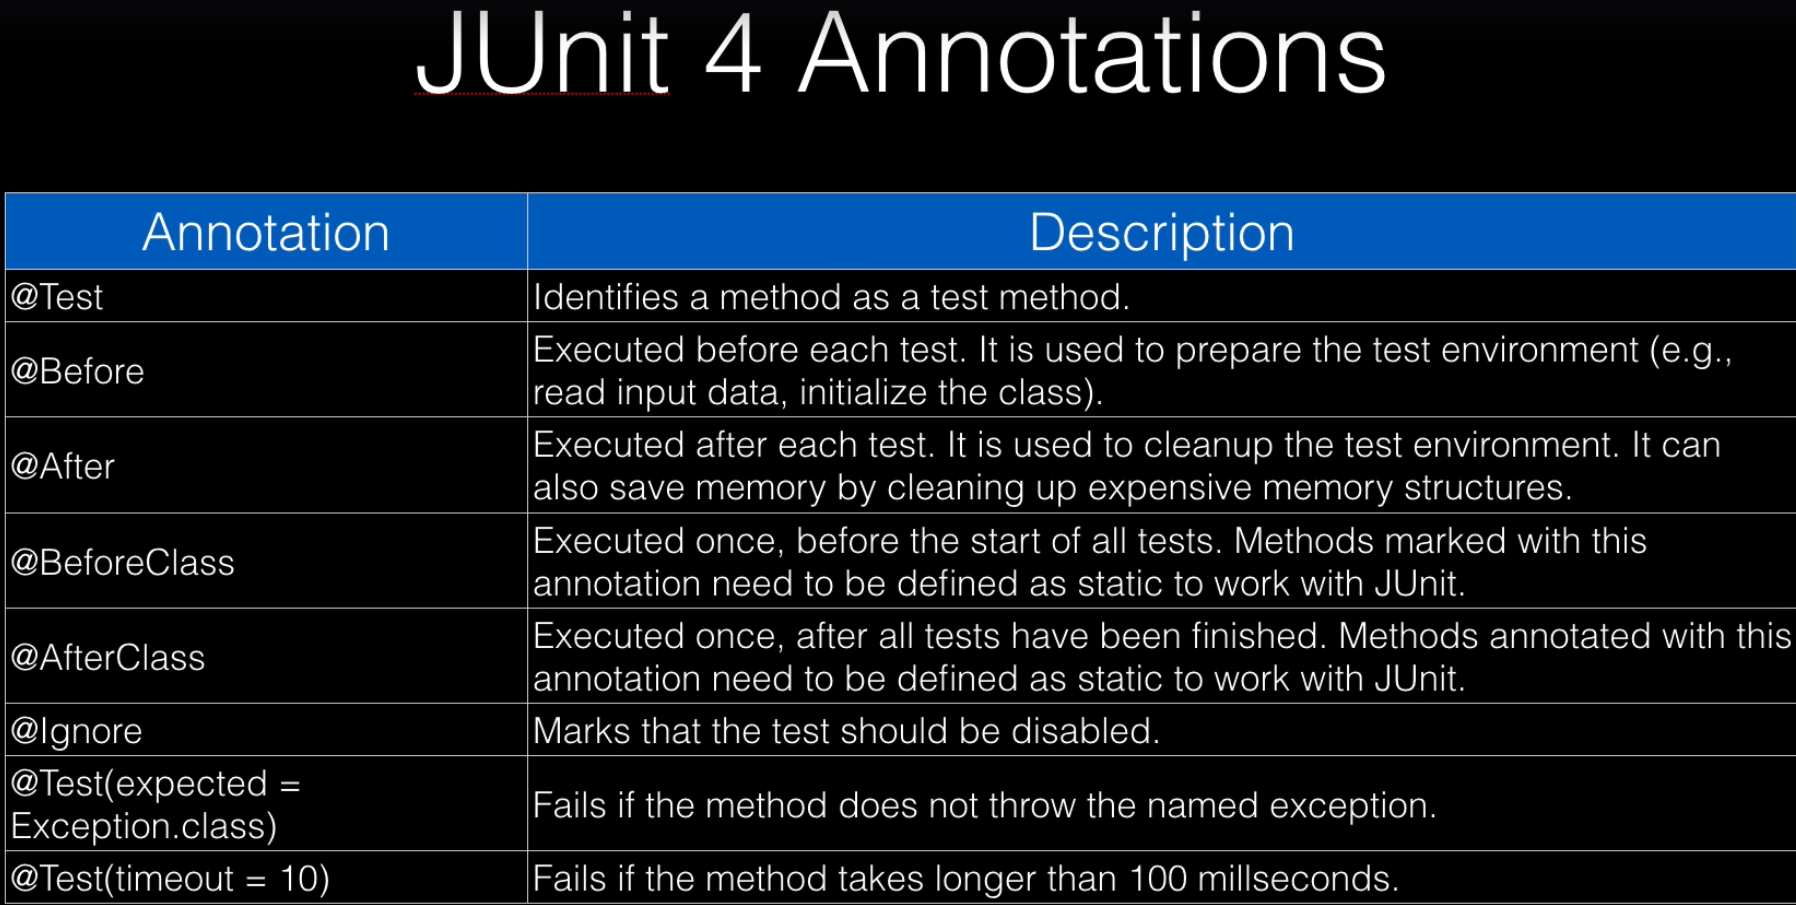 JUnit 4 Annotations
Annotation
Description
@Test
Identifies a method as a test method.
@Before
Executed before each test. It is used to prepare the test environment (e.g.,
read input data, initialize the class).
@After
Executed after each test. It is used to cleanup the test environment. It can
also save memory by cleaning up expensive memory structures.
@BeforeClass
Executed once, before the start of all tests. Methods marked with this
annotation need to be defined as static to work with JUnit.
@AfterClass
Executed once, after all tests have been finished. Methods annotated with this
annotation need to be defined as static to work with JUnit.
@Ignore
Marks that the test should be disabled.
@Test(expected =
Exception.class)
Fails if the method does not throw the named exception.
@Test(timeout = 10)
Fails if the method takes longer than 100 millseconds.